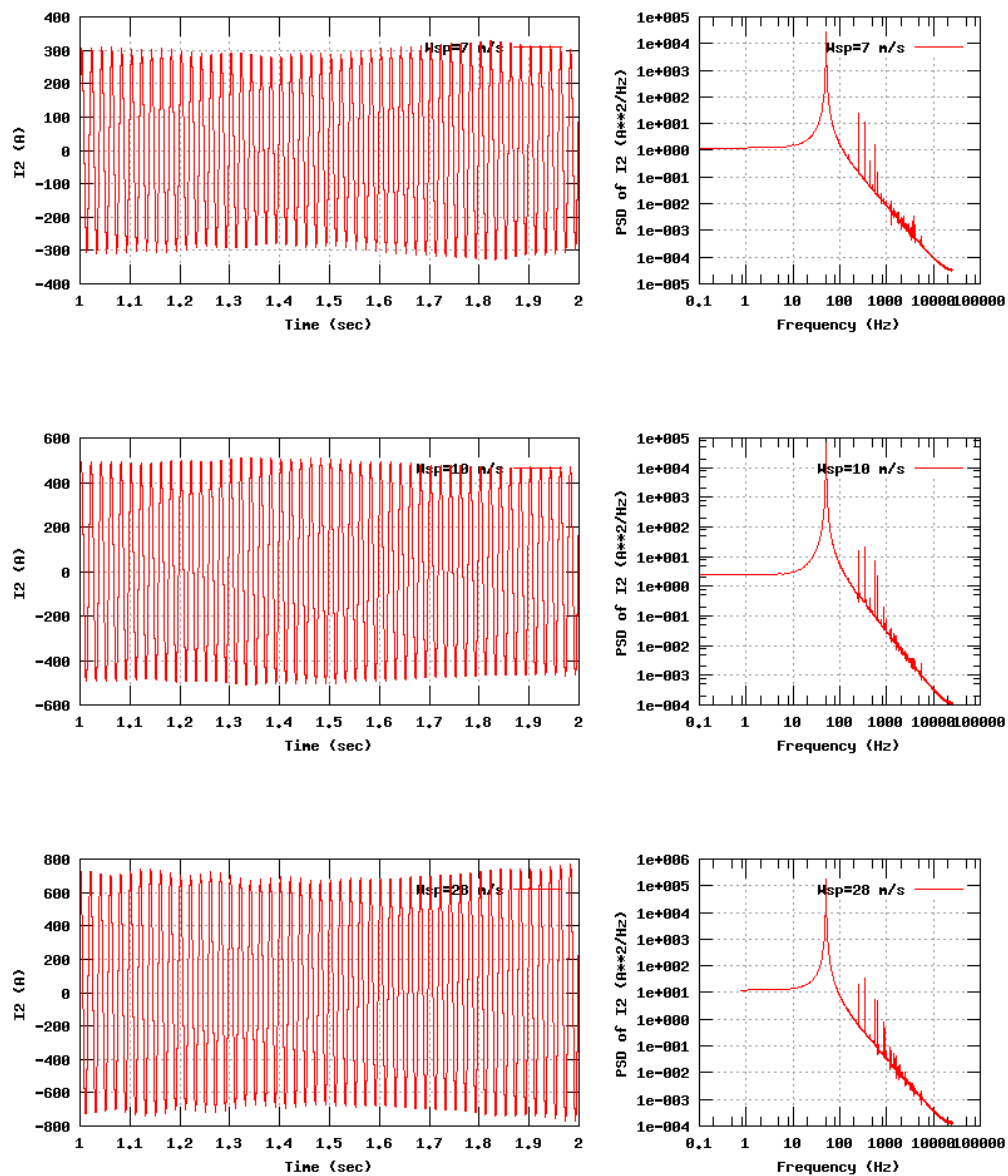 400
300
200
100
0
-100
-200
-300
-400
I2 (A)
Wsp=7 m/s
1 1.1 1.2 1.3 1.4 1.5 1.6 1.7 1.8 1.9 2
Time (sec)
1e+005
1e+004
1e+003
1e+002
1e+001
1e+000
1e-001
1e-002
1e-003
1e-004
1e-005
PSD of I2 (A**2/Hz)
Wsp=7 m/s
0.1 1 10 100 1000 10000 100000
Frequency (Hz)
600
400
200
0
-200
-400
-600
I2 (A)
Wsp=10 m/s
1 1.1 1.2 1.3 1.4 1.5 1.6 1.7 1.8 1.9 2
Time (sec)
1e+005
1e+004
1e+003
1e+002
1e+001
1e+000
1e-001
1e-002
1e-003
1e-004
PSD of I2 (A**2/Hz)
Wsp=10 m/s
0.1 1 10 100 1000 10000 100000
Frequency (Hz)
800
600
400
200
0
-200
-400
-600
-800
I2 (A)
Wsp=28 m/s
1 1.1 1.2 1.3 1.4 1.5 1.6 1.7 1.8 1.9 2
Time (sec)
1e+006
1e+005
1e+004
1e+003
1e+002
1e+001
1e+000
1e-001
1e-002
1e-003
1e-004
PSD of I2 (A**2/Hz)
Wsp=28 m/s
0.1 1 10 100 1000 10000 100000
Frequency (Hz)